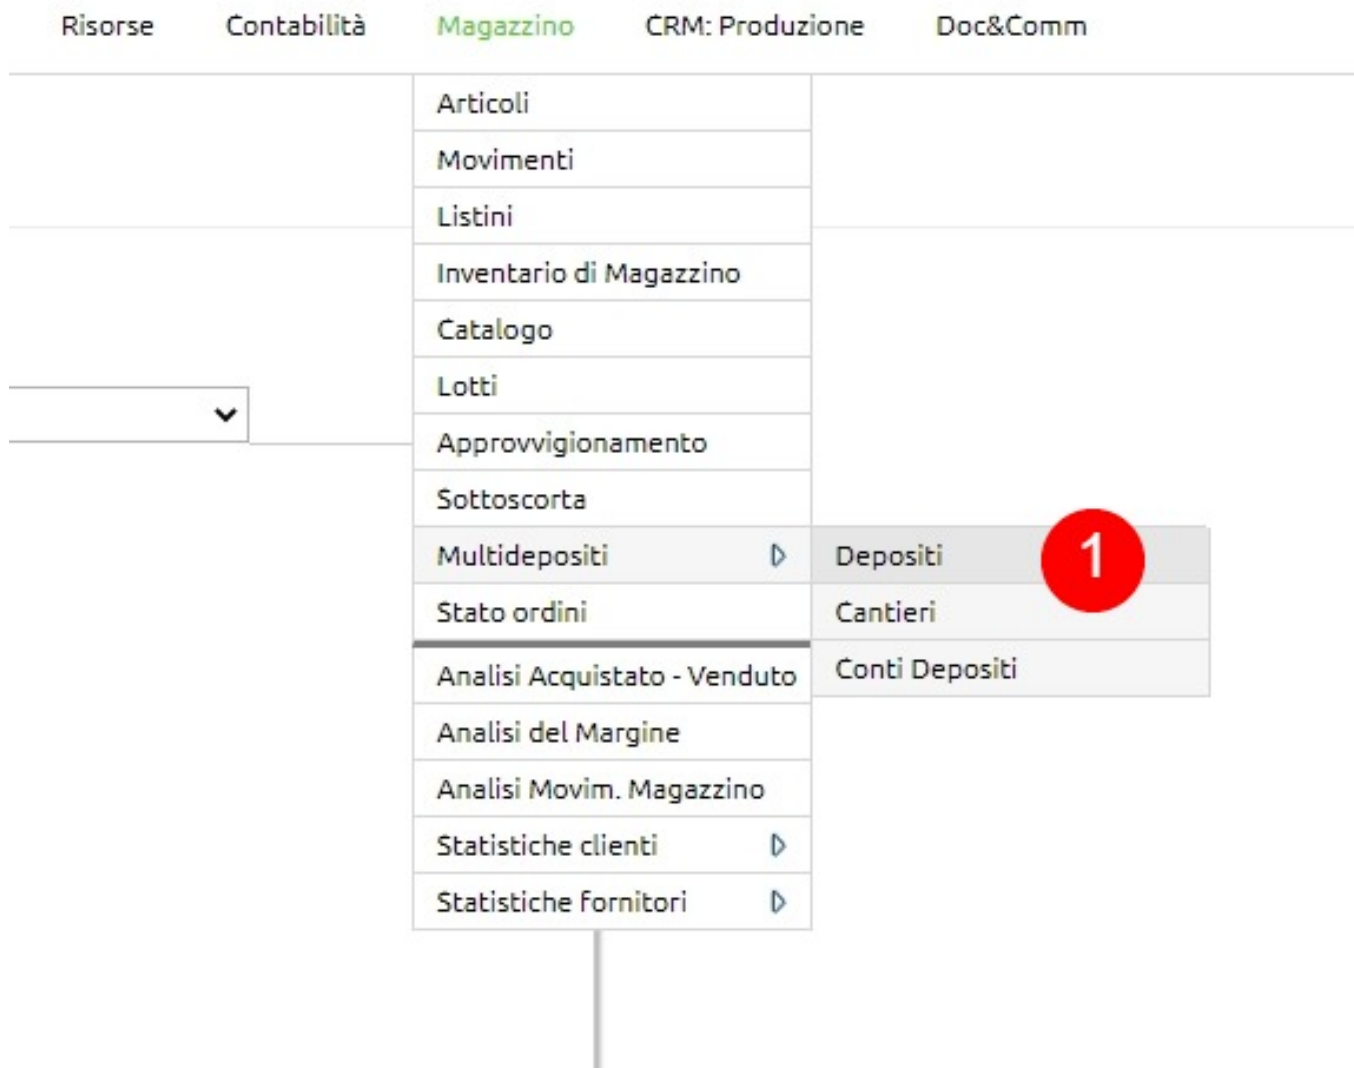 Risorse Contabilità Magazzino CRM: Produzione Doc&Comm
Articoli
Movimenti
Listini
Inventario di Magazzino
Catalogo
Lotti
Approvvigionamento
Sottoscorta
Multidepositi Depositi 1
Stato ordini Cantieri
Analisi Acquistato - Venduto Conti Depositi
Analisi del Margine
Analisi Movim. Magazzino
Statistiche clienti
Statistiche fornitori